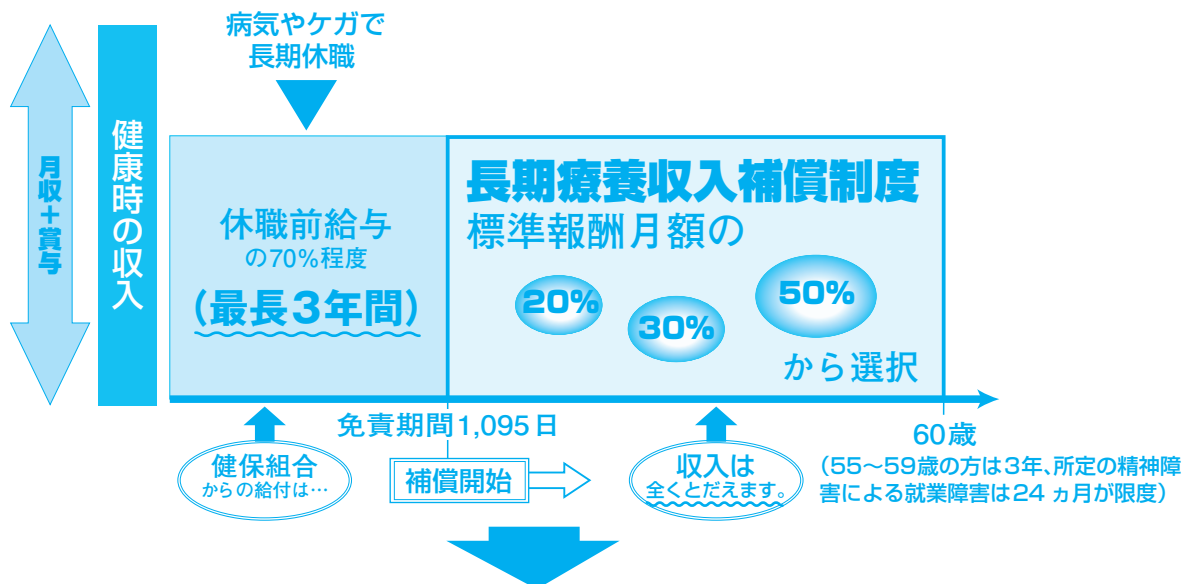 病気やケガで
長期休職
月収＋賞与
健康時の収入
休職前給与
の70%程度
（最長3年間）
長期療養収入補償制度
標準報酬月額の
20%
30%
50%
から選択
免責期間1,095日
60歳
健保組合
からの給付は…
補償開始
収入は
全くとだえます。
（55～59歳の方は3年、所定の精神障
害による就業障害は24 ヵ月が限度）